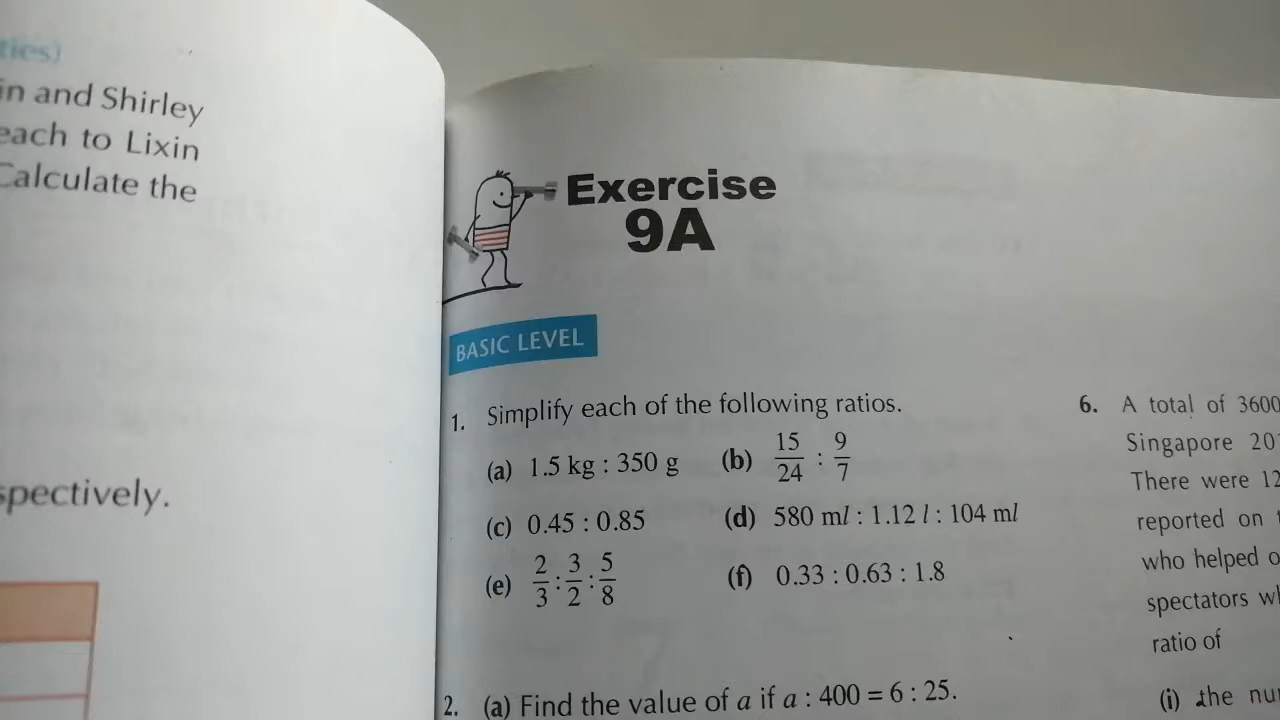 and Shirley
to Lixin
Calculate the
Exercise
9A
BASIC LEVEL
1. Simplify each of the following ratios.
(a) 1.5 kg : 350 g (b) 15/24 : 9/7
(c) 0.45 : 0.85 (d) 580 ml : 1.12 l : 104 ml
(e) 2/3 : 3/2 : 5/8 (f) 0.33 : 0.63 : 1.8
2. (a) Find the value of a if a : 400 = 6 : 25.
6. A total of 3600
Singapore
There were
reported on
who helped
spectators
ratio of
(i) the